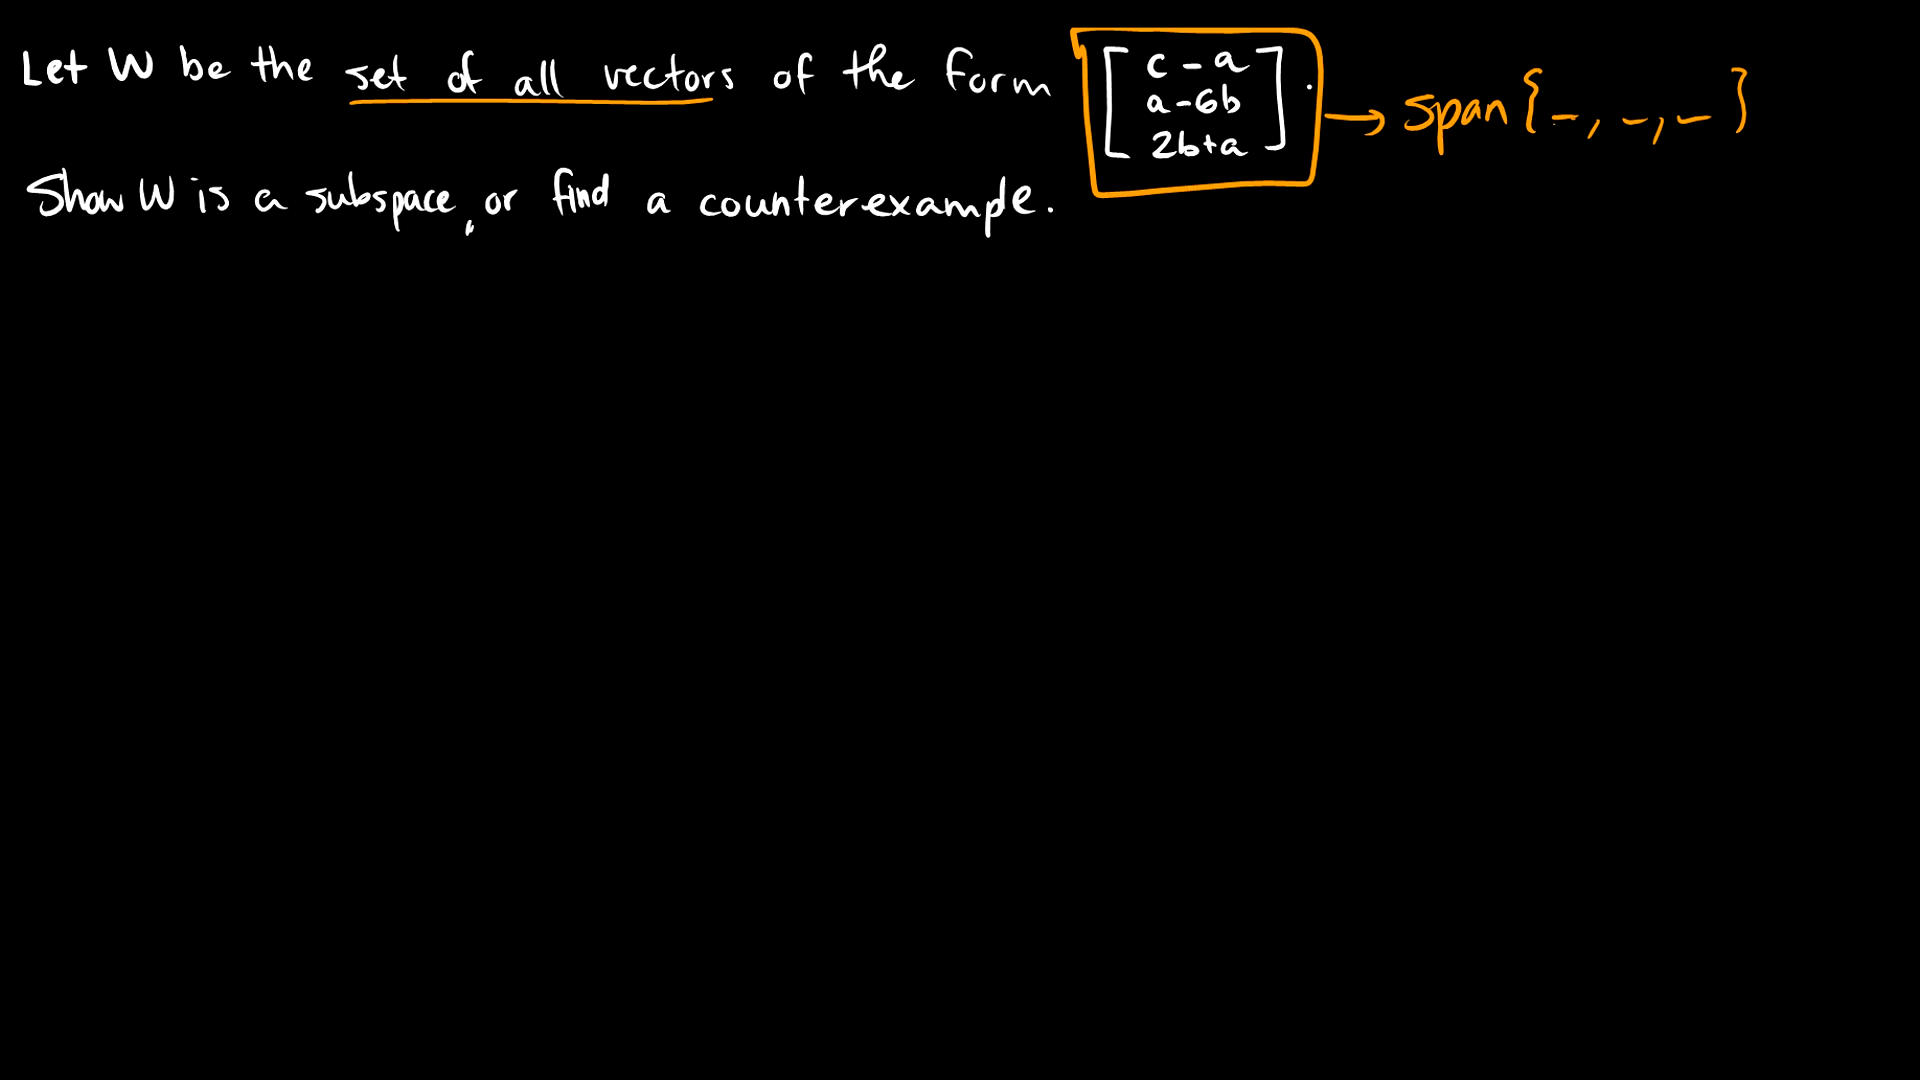 Let W be the set of all vectors of the form [ c - a
a - 6b
2b+a ] . → span { _ , _ , _ }
Show W is a subspace, or find a counterexample.